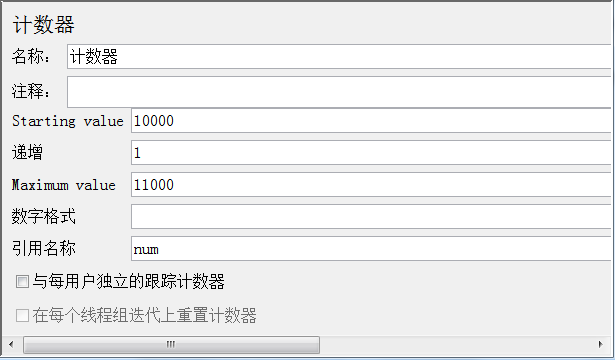 计数器
名称： 计数器
注释：
Starting value 10000
递增 1
Maximum value 11000
数字格式
引用名称 num
与每用户独立的跟踪计数器
在每个线程组迭代上重置计数器